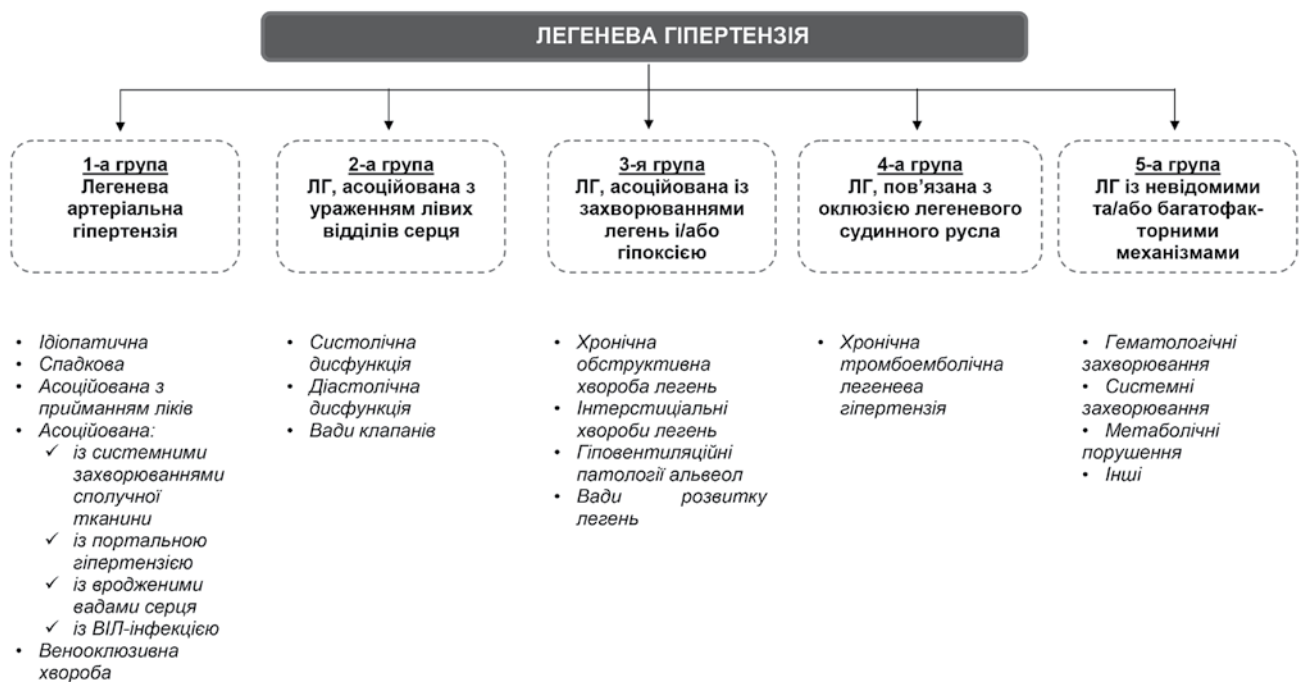 ЛЕГЕНЕВА ГІПЕРТЕНЗІЯ
1-а група
Легенева
артеріальна
гіпертензія
2-а група
ЛГ, асоційована з
ураженням лівих
відділів серця
3-я група
ЛГ, асоційована із
захворюваннями
легень і/або
гіпоксією
4-а група
ЛГ, пов’язана з
оклюзією легеневого
судинного русла
5-а група
ЛГ із невідомими
та/або багатофак-
торними
механізмами
• Ідіопатична
• Спадкова
• Асоційована з
прийманням ліків
• Асоційована:
✓ із системними
захворюваннями
сполучної
тканини
✓ із портальною
гіпертензією
✓ із вродженими
вадами серця
✓ із ВІЛ-інфекцією
• Венооклюзивна
хвороба
• Систолічна
дисфункція
• Діастолічна
дисфункція
• Вади клапанів
• Хронічна
обструктивна
хвороба легень
• Інтерстиціальні
хвороби легень
• Гіповентиляційні
патології альвеол
• Вади розвитку
легень
• Хронічна
тромбоемболічна
легенева
гіпертензія
• Гематологічні
захворювання
• Системні
захворювання
• Метаболічні
порушення
• Інші